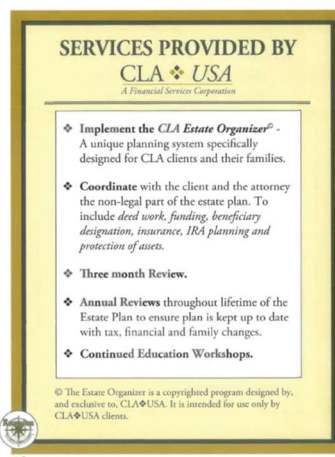 SERVICES PROVIDED BY
CLA ❖ USA
A Financial Services Corporation
❖ Implement the CLA Estate Organizer© -
A unique planning system specifically
designed for CLA clients and their families.
❖ Coordinate with the client and the attorney
the non-legal part of the estate plan. To
include deed work, funding, beneficiary
designation, insurance, IRA planning and
protection of assets.
❖ Three month Review.
❖ Annual Reviews throughout lifetime of the
Estate Plan to ensure plan is kept up to date
with tax, financial and family changes.
❖ Continued Education Workshops.
© The Estate Organizer is a copyrighted program designed by,
and exclusive to, CLA❖USA. It is intended for use only by
CLA❖USA clients.